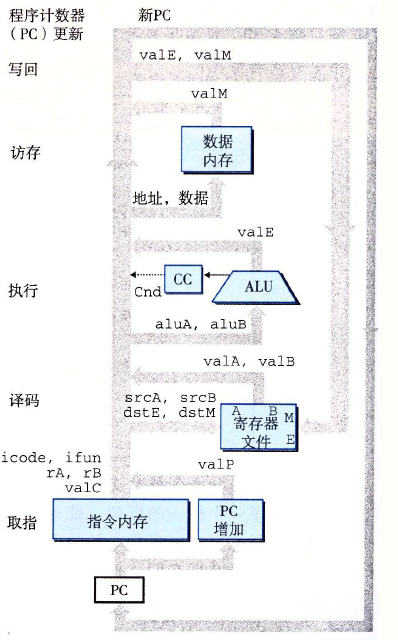 程序计数器 新PC
（PC）更新
写回
valE, valM
valM
访存
数据
内存
地址，数据
valE
执行
CC
ALU
Cnd
aluA, aluB
valA, valB
译码
srcA, srcB
dstE, dstM
A B M
寄存器
文件 E
icode, ifun
rA, rB
valC
valP
取指
指令内存
PC
增加
PC